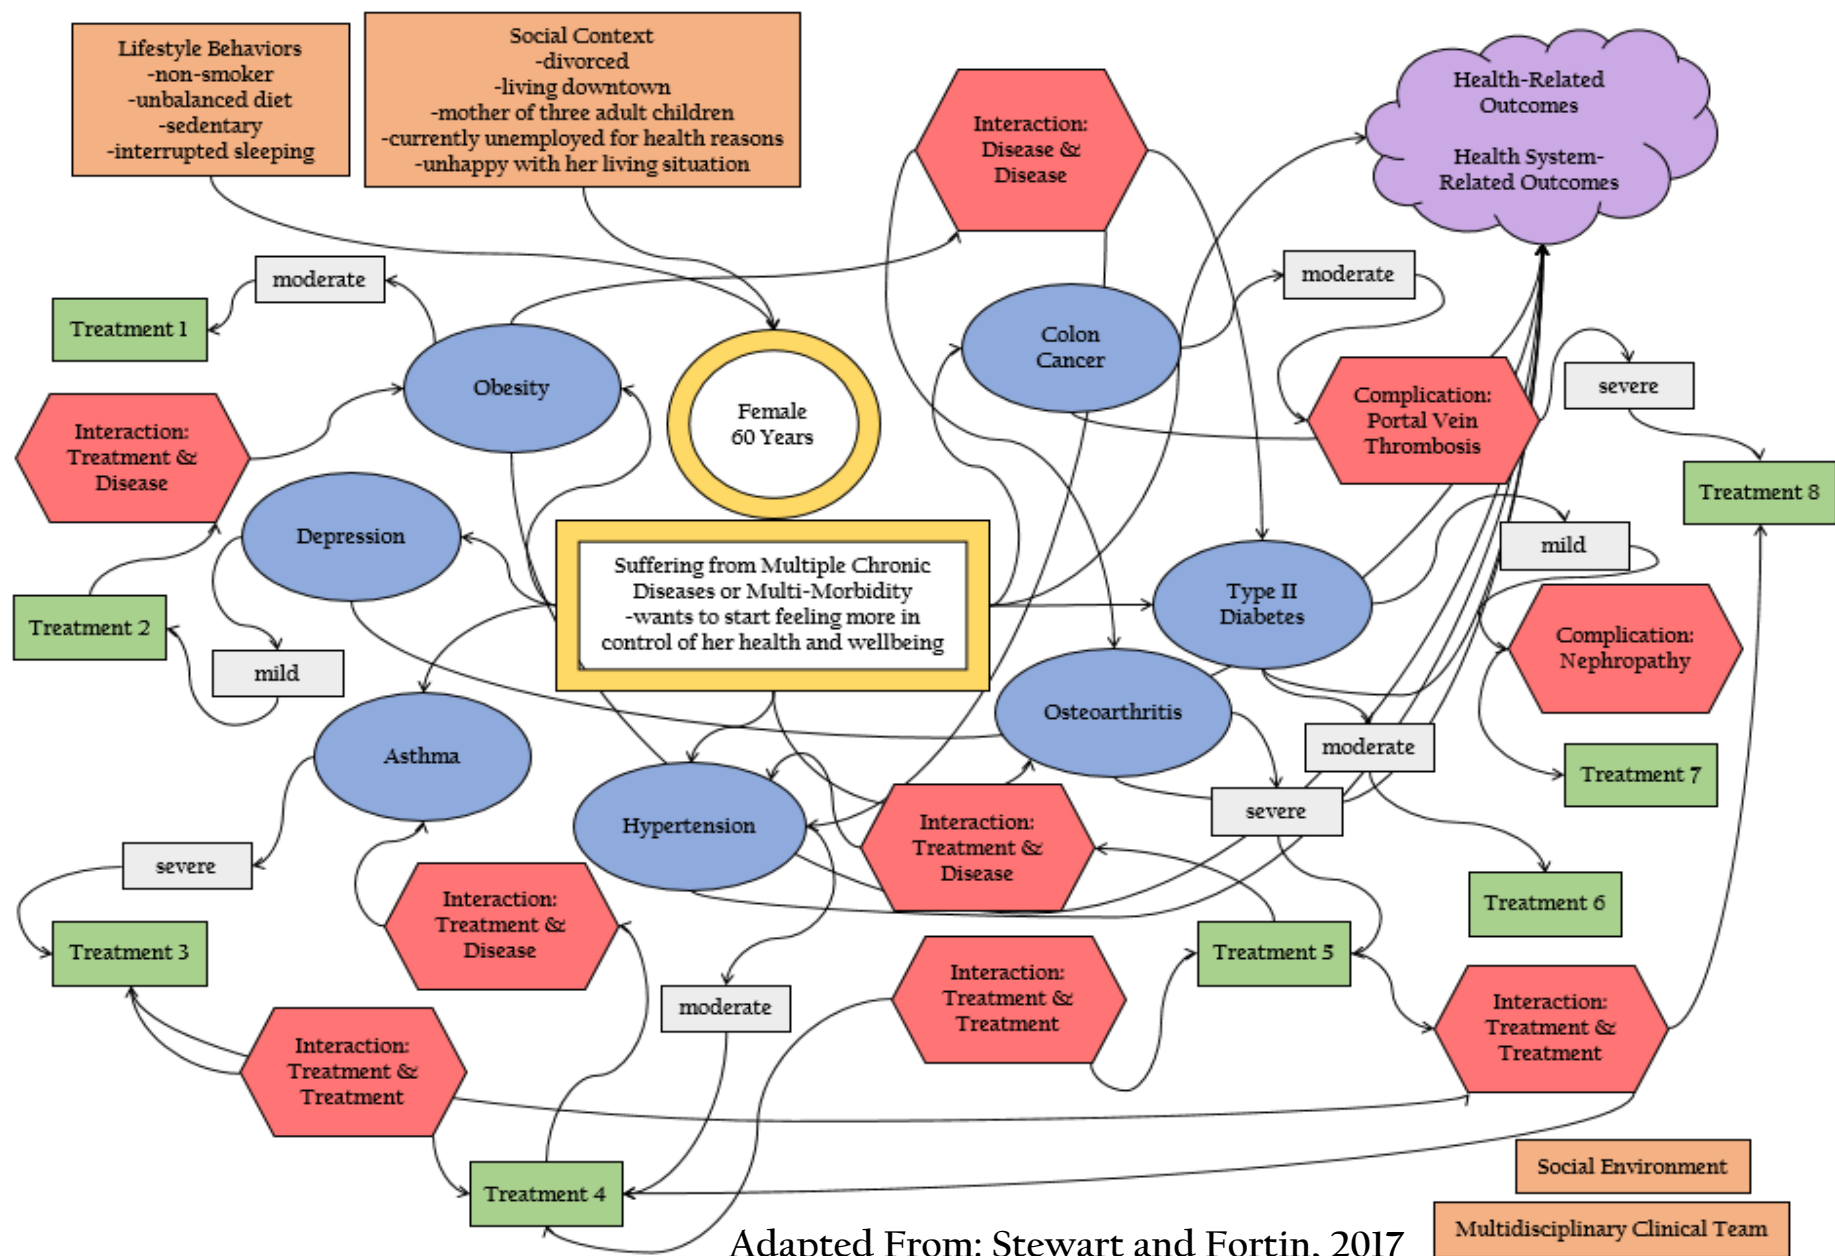 Lifestyle Behaviors
-non-smoker
-unbalanced diet
-sedentary
-interrupted sleeping
Social Context
-divorced
-living downtown
-mother of three adult children
-currently unemployed for health reasons
-unhappy with her living situation
Interaction:
Disease &
Disease
Health-Related
Outcomes
Health System-
Related Outcomes
moderate
Treatment 1
Obesity
Female
60 Years
Colon
Cancer
moderate
Complication:
Portal Vein
Thrombosis
severe
Treatment 8
Interaction:
Treatment &
Disease
Depression
Suffering from Multiple Chronic
Diseases or Multi-Morbidity
-wants to start feeling more in
control of her health and wellbeing
Type II
Diabetes
mild
Treatment 2
mild
Complication:
Nephropathy
Asthma
Osteoarthritis
moderate
Treatment 7
Hypertension
Interaction:
Treatment &
Disease
severe
severe
Treatment 3
Interaction:
Treatment &
Disease
Treatment 6
Interaction:
Treatment &
Treatment
Treatment 5
moderate
Interaction:
Treatment &
Treatment
Interaction:
Treatment &
Treatment
Treatment 4
Social Environment
Multidisciplinary Clinical Team
Adapted From: Stewart and Fortin, 2017